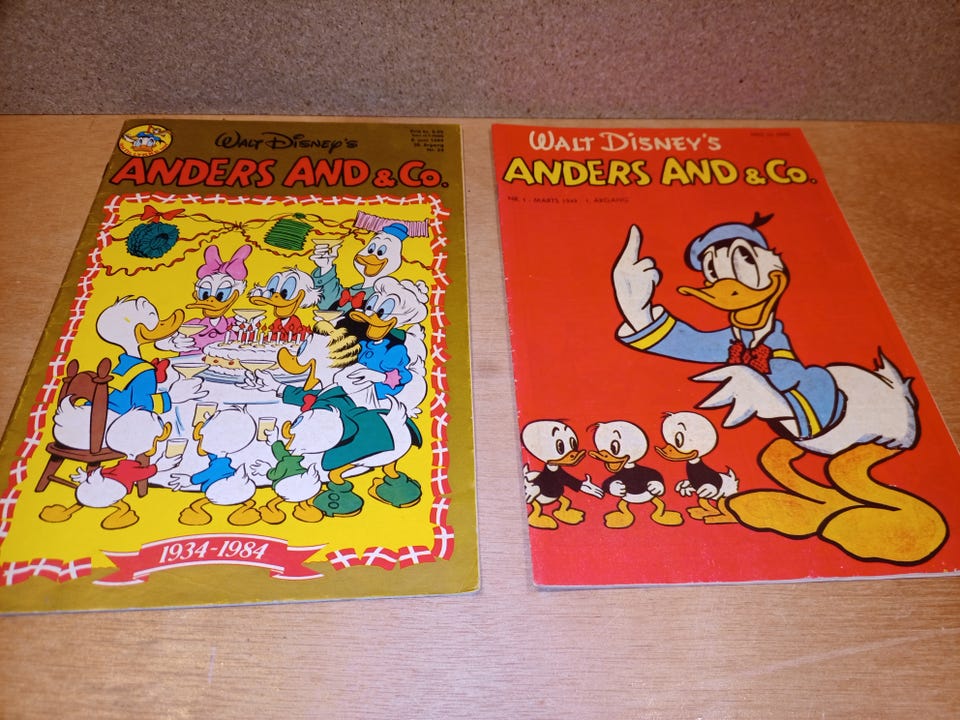 WALT DISNEY'S
ANDERS AND & Co.
1934-1984
WALT DISNEY'S
ANDERS AND & Co.
NR. 1 - MARTS 1949 - 1. ÅRGANG